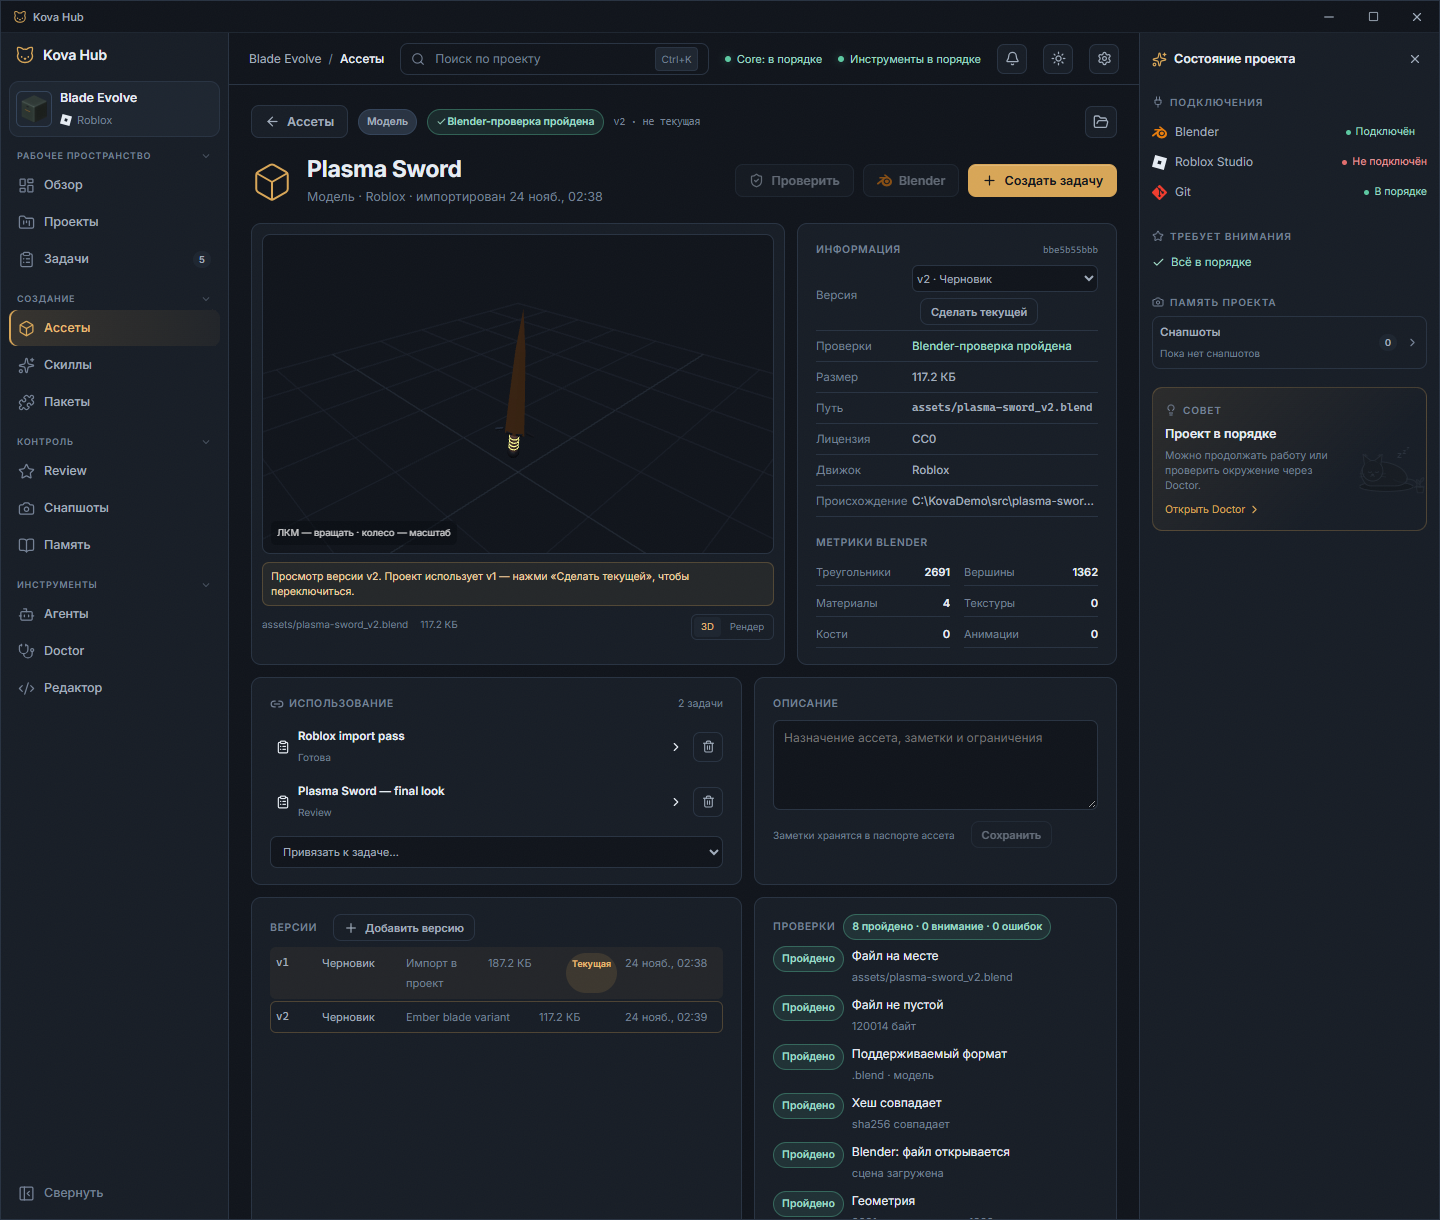 Kova Hub
Kova Hub
Blade Evolve
Roblox
РАБОЧЕЕ ПРОСТРАНСТВО
Обзор
Проекты
Задачи 5
СОЗДАНИЕ
Ассеты
Скиллы
Пакеты
КОНТРОЛЬ
Review
Снапшоты
Память
ИНСТРУМЕНТЫ
Агенты
Doctor
Редактор
Свернуть
Blade Evolve / Ассеты
Поиск по проекту Ctrl+K
Core: в порядке Инструменты в порядке
Ассеты Модель Blender-проверка пройдена v2 · не текущая
Plasma Sword
Модель · Roblox · импортирован 24 нояб., 02:38
Проверить Blender Создать задачу
ЛКМ — вращать · колесо — масштаб
Просмотр версии v2. Проект использует v1 — нажми «Сделать текущей», чтобы
переключиться.
assets/plasma-sword_v2.blend 117.2 КБ 3D Рендер
ИНФОРМАЦИЯ bbe5b55bbb
Версия v2 · Черновик
Сделать текущей
Проверки Blender-проверка пройдена
Размер 117.2 КБ
Путь assets/plasma-sword_v2.blend
Лицензия CC0
Движок Roblox
Происхождение C:\KovaDemo\src\plasma-swor...
МЕТРИКИ BLENDER
Треугольники 2691 Вершины 1362
Материалы 4 Текстуры 0
Кости 0 Анимации 0
ИСПОЛЬЗОВАНИЕ 2 задачи
Roblox import pass
Готова
Plasma Sword — final look
Review
Привязать к задаче...
ОПИСАНИЕ
Назначение ассета, заметки и ограничения
Заметки хранятся в паспорте ассета Сохранить
ВЕРСИИ Добавить версию
v1 Черновик Импорт в 187.2 КБ Текущая 24 нояб., 02:38
проект
v2 Черновик Ember blade variant 117.2 КБ 24 нояб., 02:39
ПРОВЕРКИ 8 пройдено · 0 внимание · 0 ошибок
Пройдено Файл на месте
assets/plasma-sword_v2.blend
Пройдено Файл не пустой
120014 байт
Пройдено Поддерживаемый формат
.blend · модель
Пройдено Хеш совпадает
sha256 совпадает
Пройдено Blender: файл открывается
сцена загружена
Пройдено Геометрия
Состояние проекта
ПОДКЛЮЧЕНИЯ
Blender Подключён
Roblox Studio Не подключён
Git В порядке
ТРЕБУЕТ ВНИМАНИЯ
Всё в порядке
ПАМЯТЬ ПРОЕКТА
Снапшоты 0
Пока нет снапшотов
СОВЕТ
Проект в порядке
Можно продолжать работу или
проверить окружение через
Doctor.
Открыть Doctor